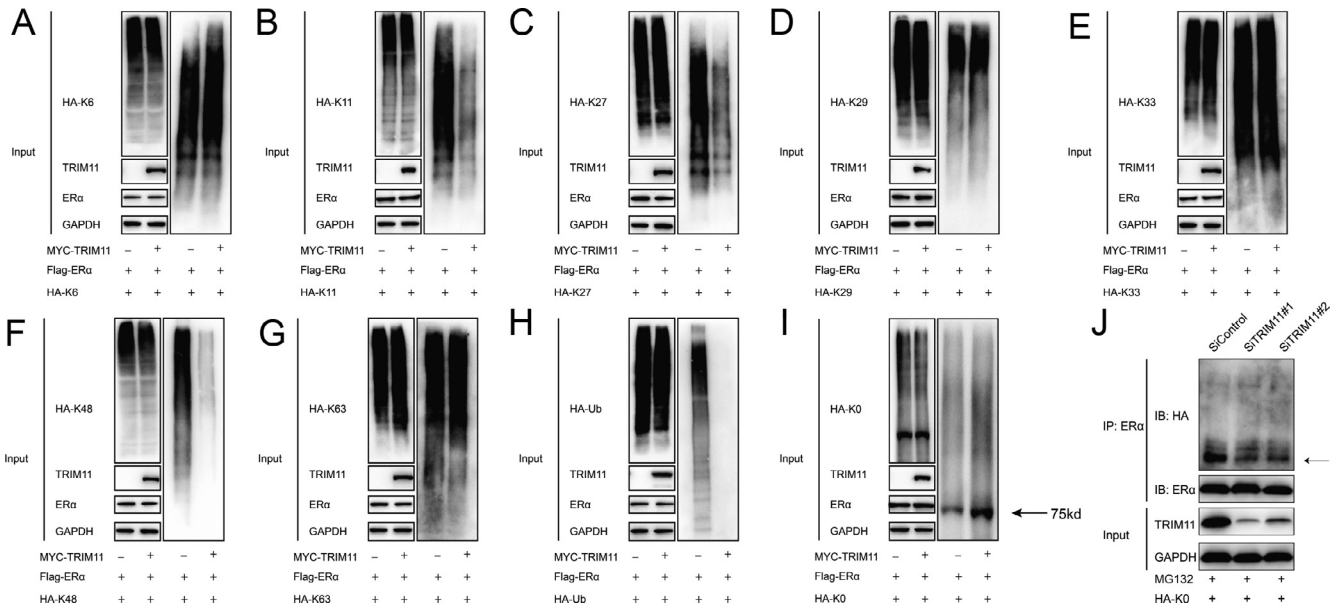 A
HA-K6
Input
TRIM11
ERα
GAPDH
MYC-TRIM11 – + – +
Flag-ERα + + + +
HA-K6 + + + +
B
HA-K11
Input
TRIM11
ERα
GAPDH
MYC-TRIM11 – + – +
Flag-ERα + + + +
HA-K11 + + + +
C
HA-K27
Input
TRIM11
ERα
GAPDH
MYC-TRIM11 – + – +
Flag-ERα + + + +
HA-K27 + + + +
D
HA-K29
Input
TRIM11
ERα
GAPDH
MYC-TRIM11 – + – +
Flag-ERα + + + +
HA-K29 + + + +
E
HA-K33
Input
TRIM11
ERα
GAPDH
MYC-TRIM11 – + – +
Flag-ERα + + + +
HA-K33 + + + +
F
HA-K48
Input
TRIM11
ERα
GAPDH
MYC-TRIM11 – + – +
Flag-ERα + + + +
HA-K48 + + + +
G
HA-K63
Input
TRIM11
ERα
GAPDH
MYC-TRIM11 – + – +
Flag-ERα + + + +
HA-K63 + + + +
H
HA-Ub
Input
TRIM11
ERα
GAPDH
MYC-TRIM11 – + – +
Flag-ERα + + + +
HA-Ub + + + +
I
HA-K0
Input
TRIM11
ERα
GAPDH
75kd
MYC-TRIM11 – + – +
Flag-ERα + + + +
HA-K0 + + + +
J
SiControl SiTRIM11#1 SiTRIM11#2
IP: ERα
IB: HA
IB: ERα
Input
TRIM11
GAPDH
MG132 + + +
HA-K0 + + +